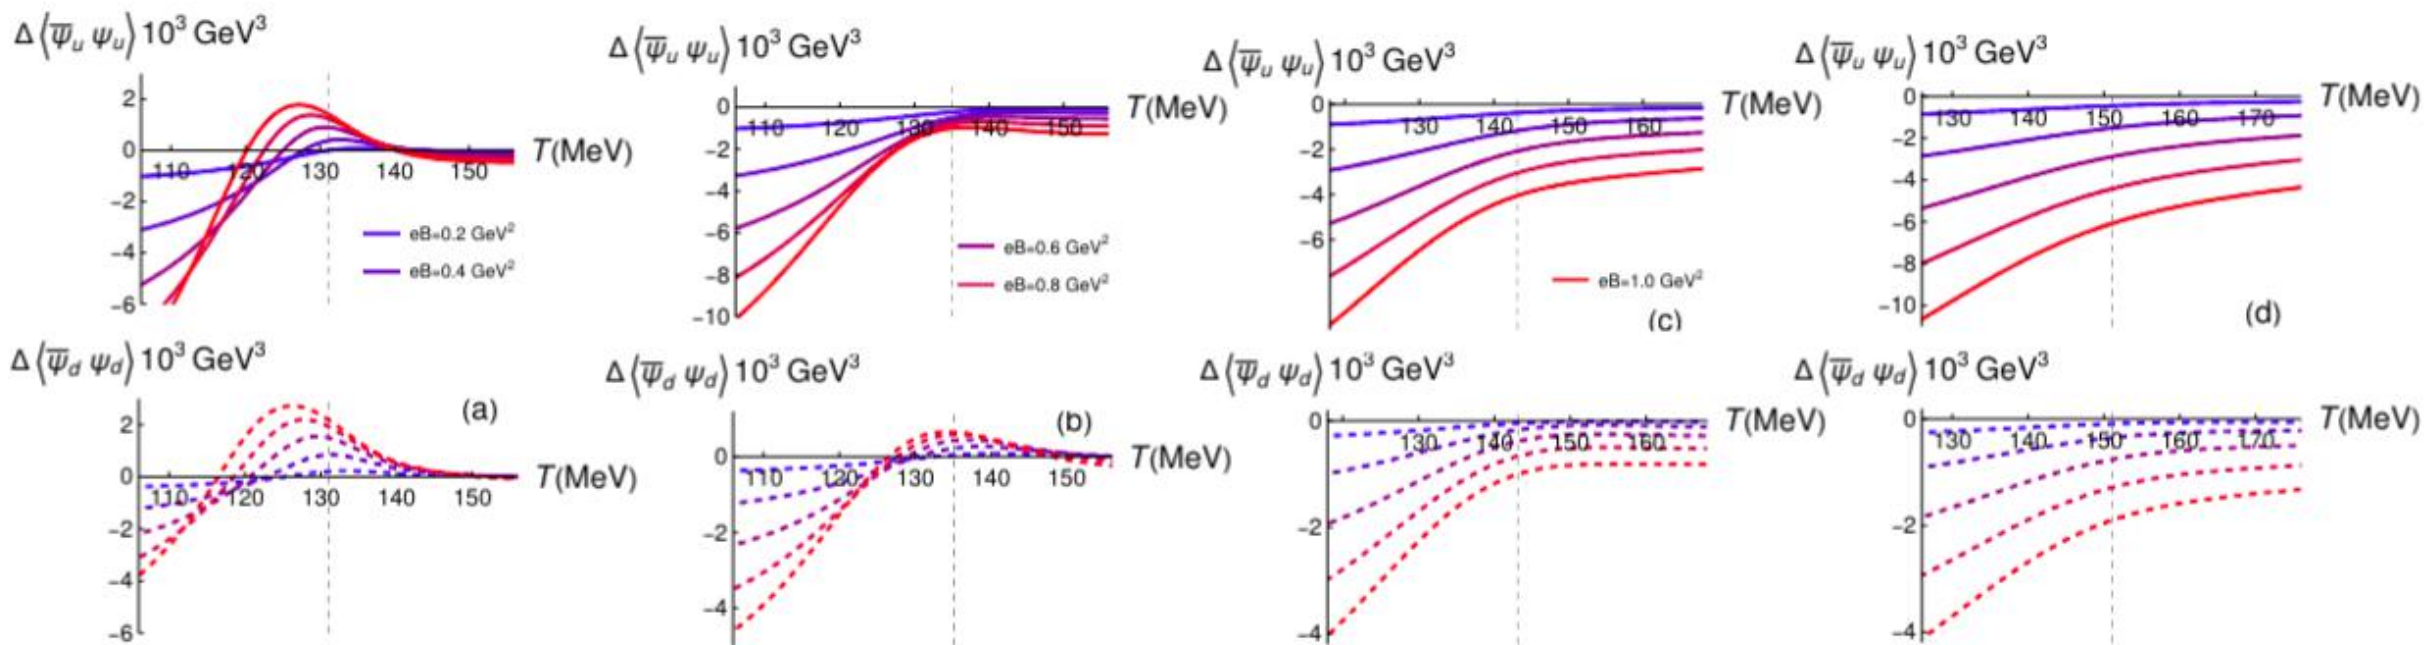 Δ⟨ψ̅u ψu⟩ 10³ GeV³
2
0
−2
−4
−6
110 120 130 140 150
T(MeV)
eB=0.2 GeV²
eB=0.4 GeV²
Δ⟨ψ̅u ψu⟩ 10³ GeV³
0
−2
−4
−6
−8
−10
110 120 130 140 150
T(MeV)
eB=0.6 GeV²
eB=0.8 GeV²
Δ⟨ψ̅u ψu⟩ 10³ GeV³
0
−2
−4
−6
130 140 150 160
T(MeV)
eB=1.0 GeV²
(c)
Δ⟨ψ̅u ψu⟩ 10³ GeV³
0
−2
−4
−6
−8
−10
130 140 150 160 170
T(MeV)
(d)
Δ⟨ψ̅d ψd⟩ 10³ GeV³
(a)
2
0
−2
−4
−6
110 120 130 140 150
T(MeV)
Δ⟨ψ̅d ψd⟩ 10³ GeV³
(b)
0
−2
−4
110 120 130 140 150
T(MeV)
Δ⟨ψ̅d ψd⟩ 10³ GeV³
0
−2
−4
130 140 150 160
T(MeV)
Δ⟨ψ̅d ψd⟩ 10³ GeV³
0
−2
−4
130 140 150 160 170
T(MeV)